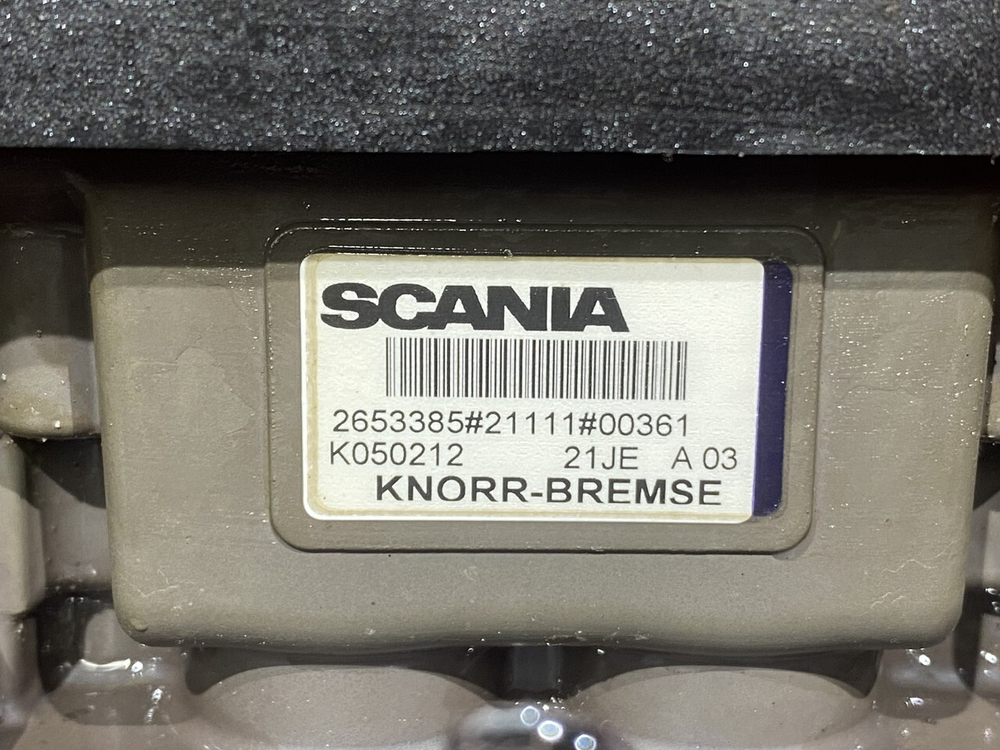 SCANIA
2653385#21111#00361
K050212 21JE A 03
KNORR-BREMSE